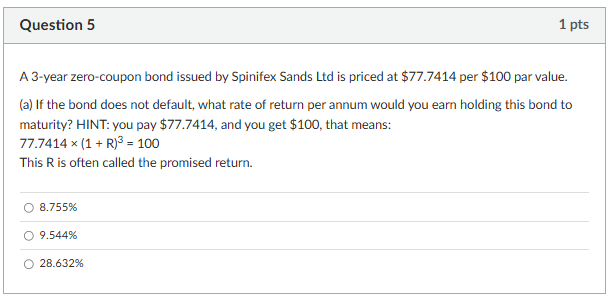 Question 5
1 pts
A 3-year zero-coupon bond issued by Spinifex Sands Ltd is priced at $77.7414 per $100 par value.
(a) If the bond does not default, what rate of return per annum would you earn holding this bond to
maturity? HINT: you pay $77.7414, and you get $100, that means:
77.7414 × (1 + R)³ = 100
This R is often called the promised return.
8.755%
9.544%
28.632%